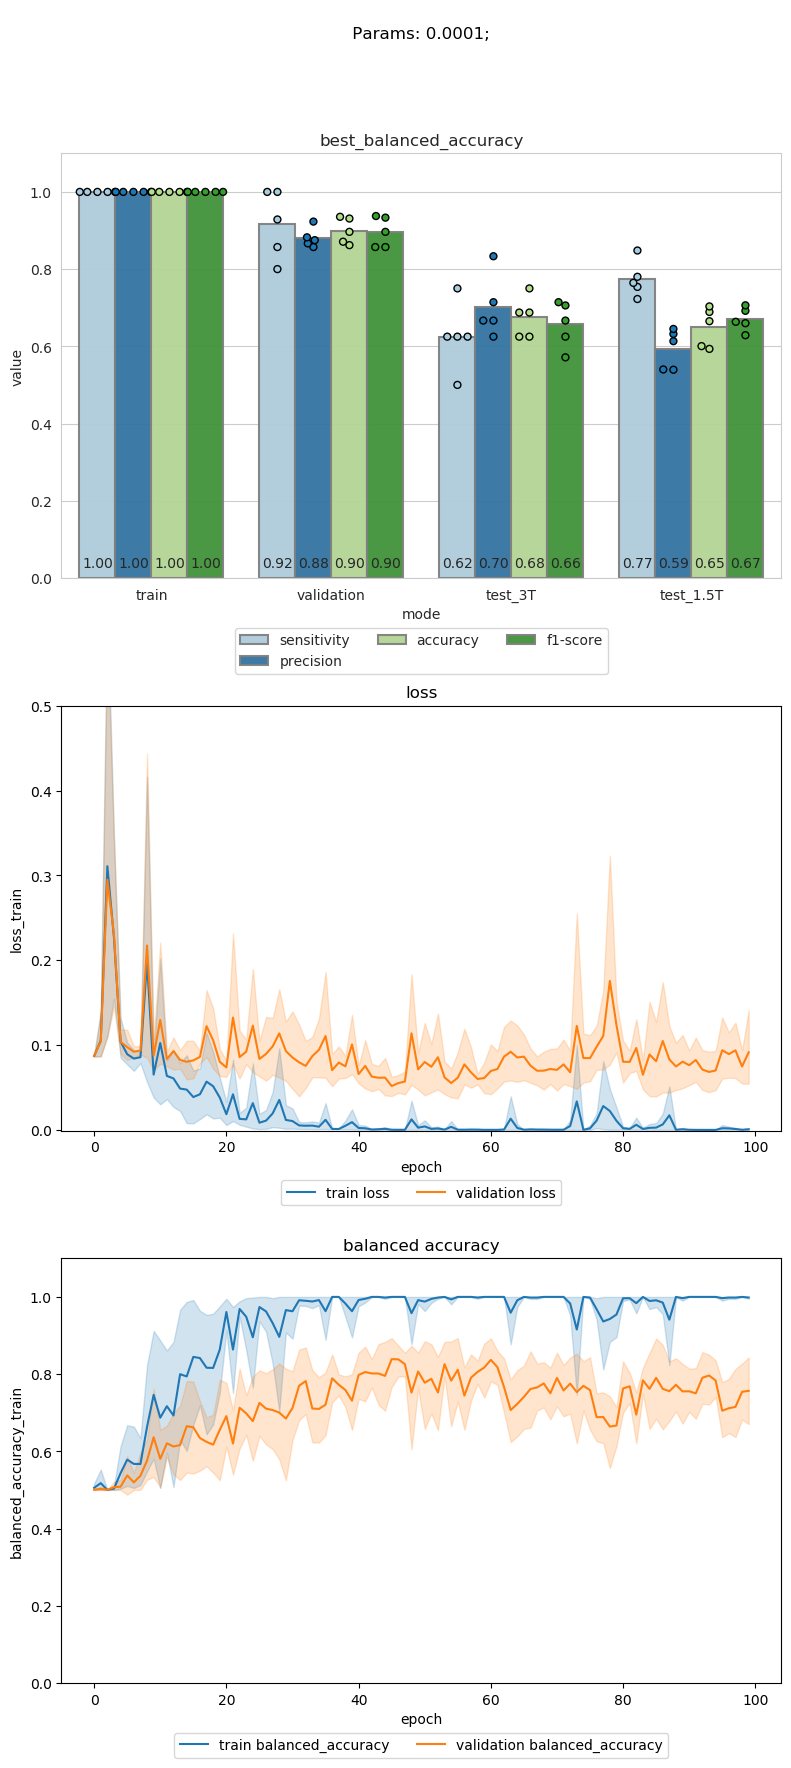 Params: 0.0001;
best_balanced_accuracy
1.0
0.8
0.6
0.4
0.2
0.0
value
1.00 1.00 1.00 1.00 0.92 0.88 0.90 0.90 0.62 0.70 0.68 0.66 0.77 0.59 0.65 0.67
train validation test_3T test_1.5T
mode
sensitivity accuracy f1-score
precision
loss
0.5
0.4
0.3
0.2
0.1
0.0
loss_train
0 20 40 60 80 100
epoch
train loss validation loss
balanced accuracy
1.0
0.8
0.6
0.4
0.2
0.0
balanced_accuracy_train
0 20 40 60 80 100
epoch
train balanced_accuracy validation balanced_accuracy